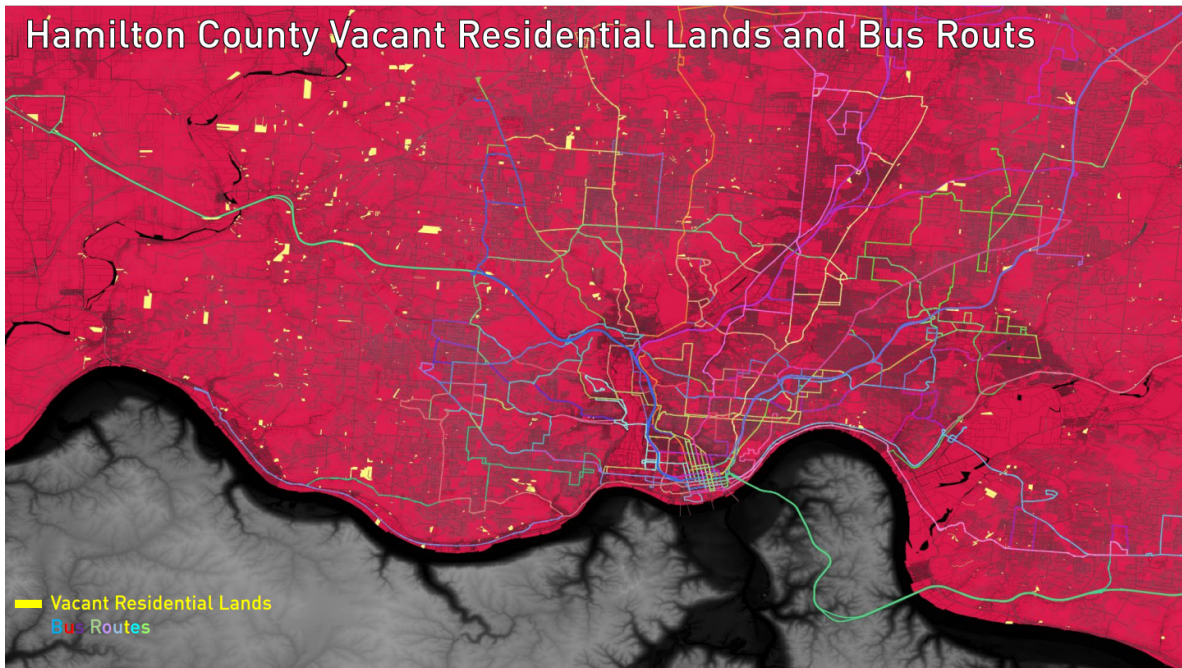 Hamilton County Vacant Residential Lands and Bus Routs
Vacant Residential Lands
Bus Routes